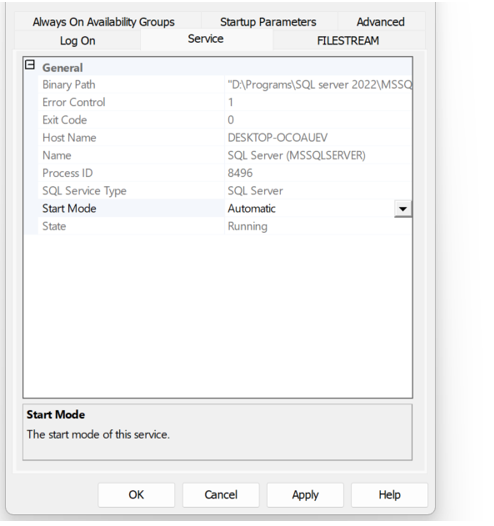 Always On Availability Groups Startup Parameters Advanced
Log On Service FILESTREAM
General
Binary Path "D:\Programs\SQL server 2022\MSSQ
Error Control 1
Exit Code 0
Host Name DESKTOP-OCOAUEV
Name SQL Server (MSSQLSERVER)
Process ID 8496
SQL Service Type SQL Server
Start Mode Automatic
State Running
Start Mode
The start mode of this service.
OK Cancel Apply Help